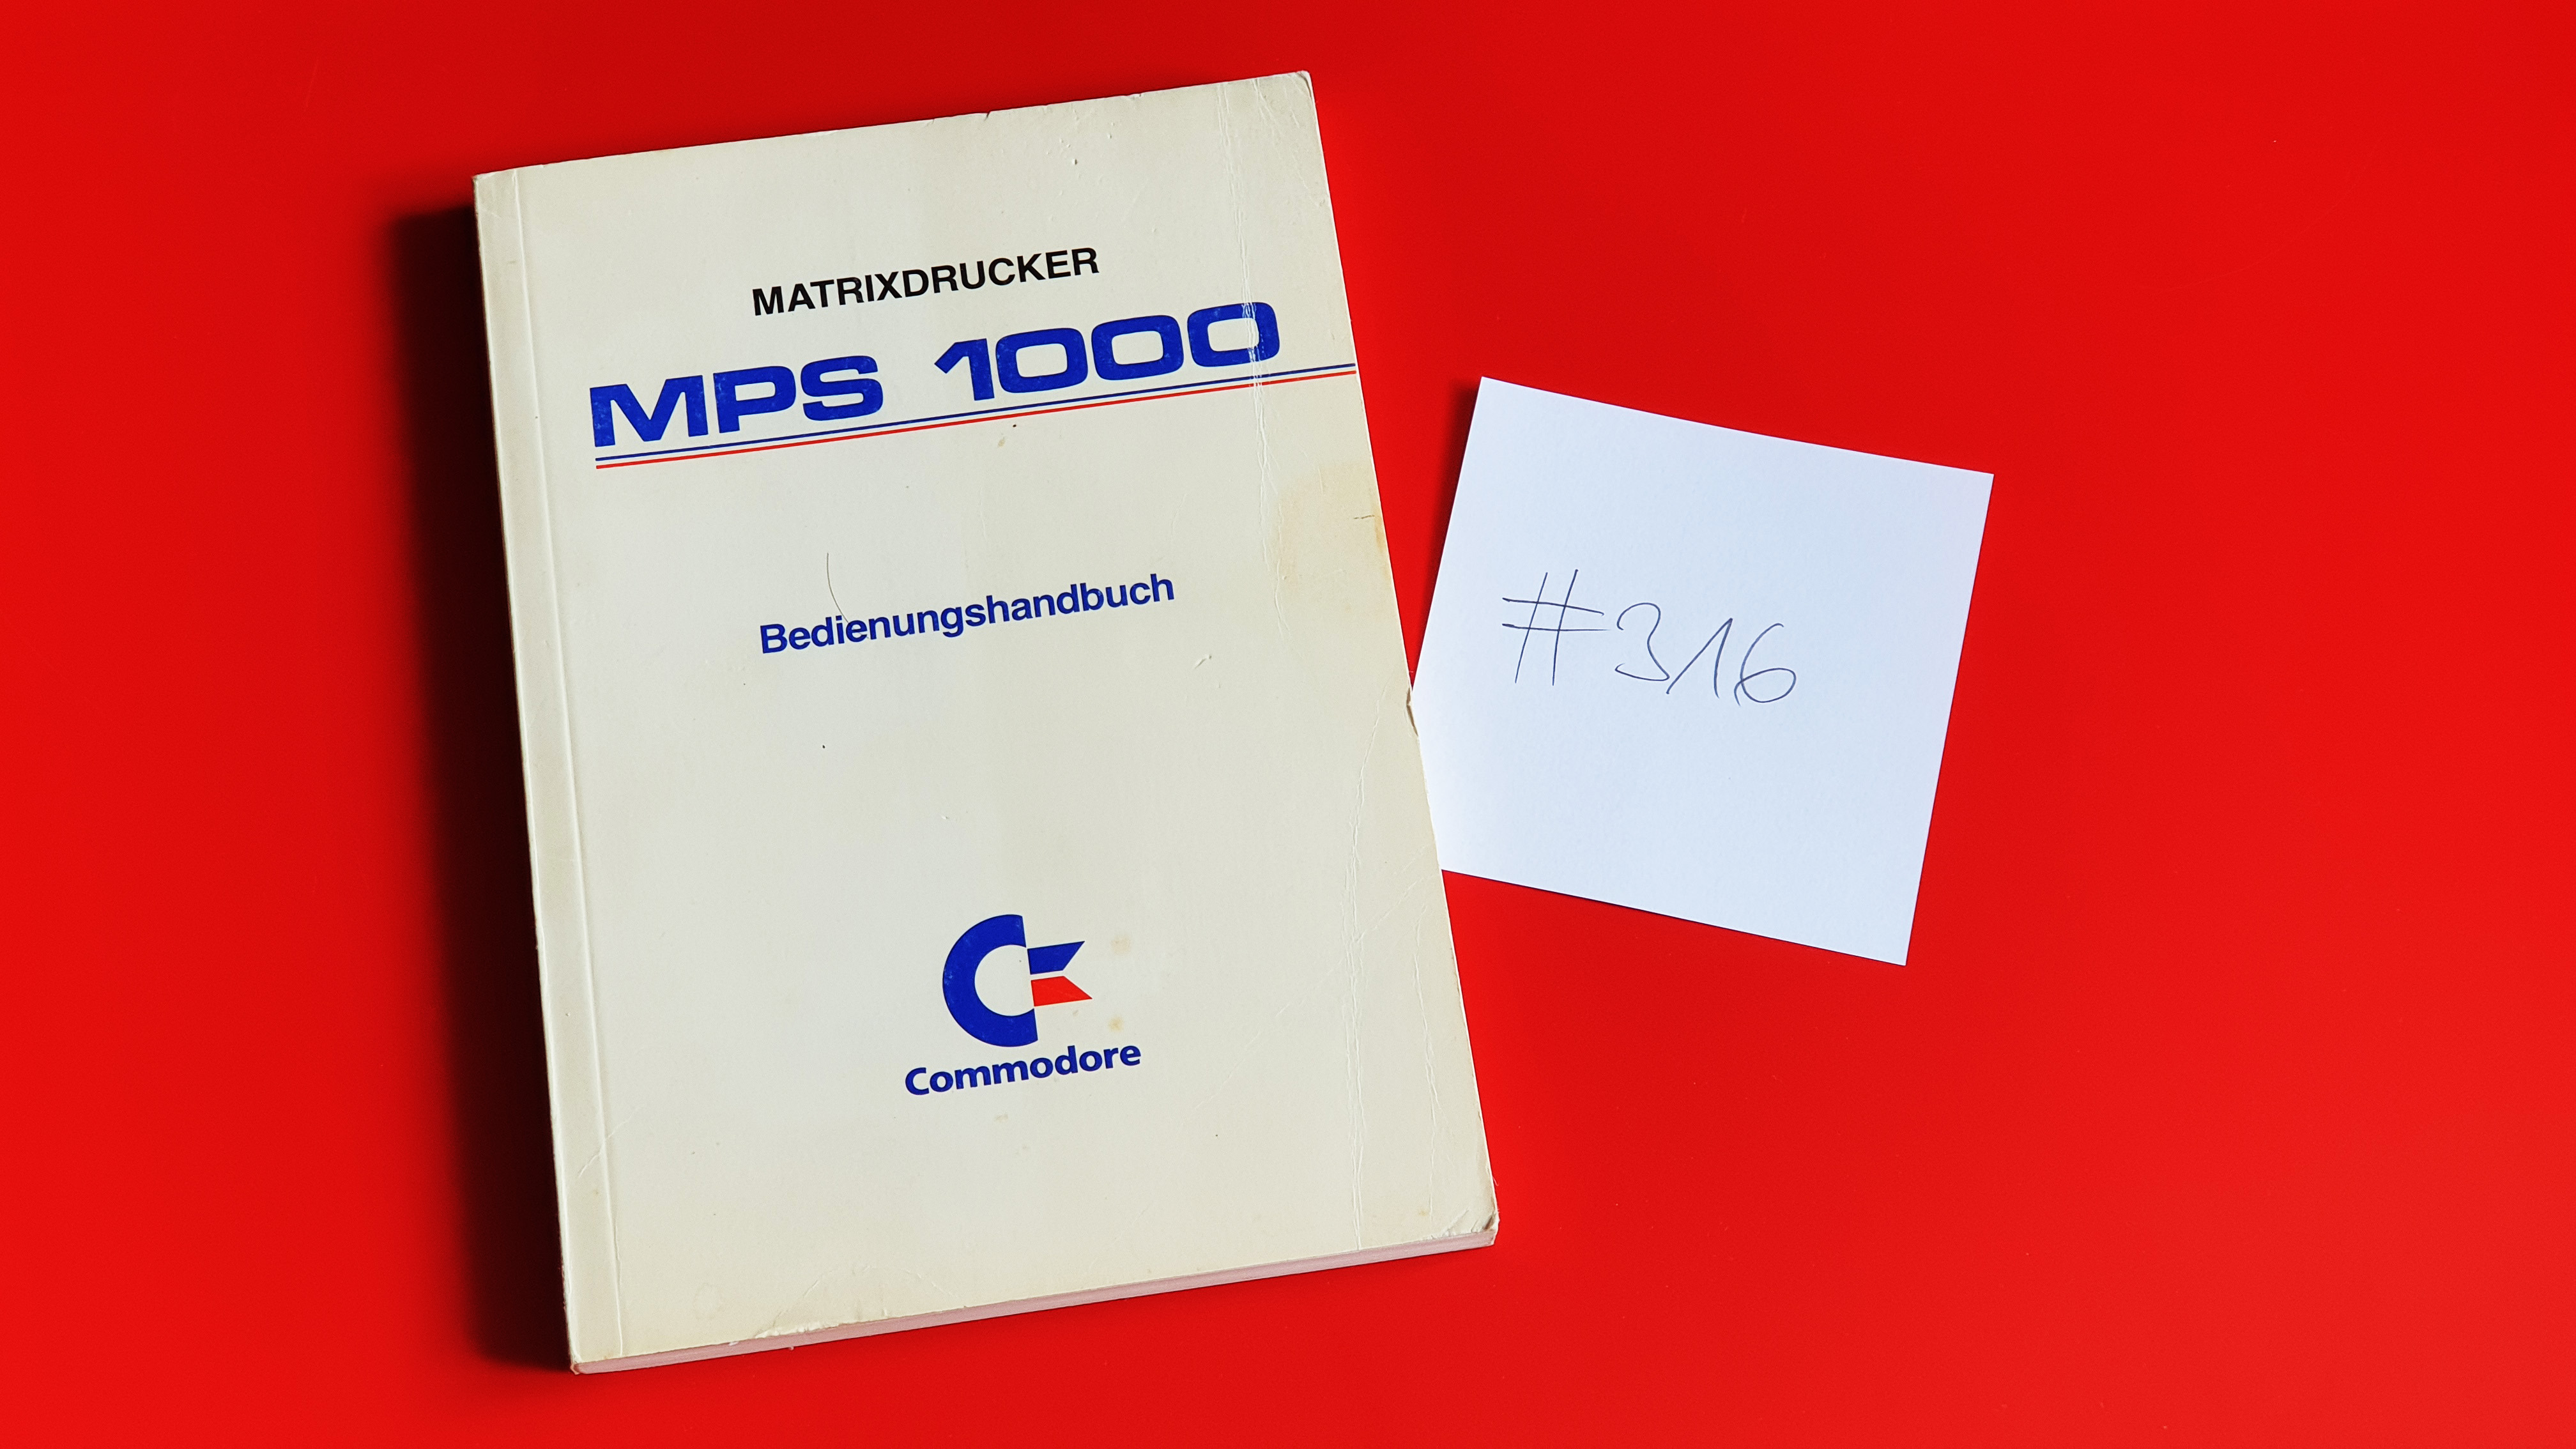 MATRIXDRUCKER
MPS 1000
Bedienungshandbuch
Commodore
#316